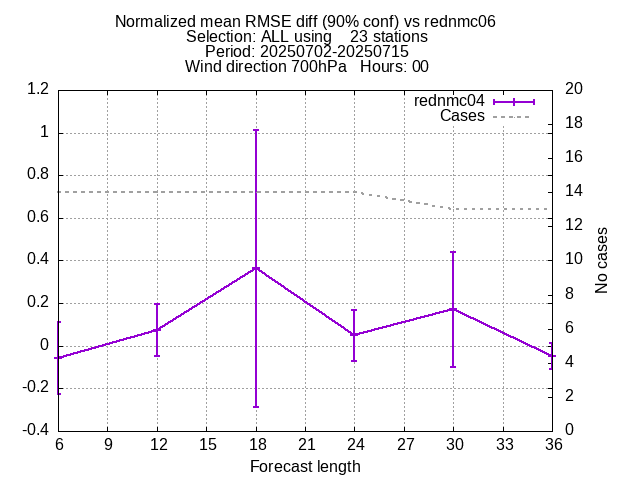 Normalized mean RMSE diff (90% conf) vs rednmc06
Selection: ALL using    23 stations
Period: 20250702-20250715
Wind direction 700hPa   Hours: 00
rednmc04
Cases
1.2
1
0.8
0.6
0.4
0.2
0
-0.2
-0.4
20
18
16
14
12
10
8
6
4
2
0
No cases
6 9 12 15 18 21 24 27 30 33 36
Forecast length